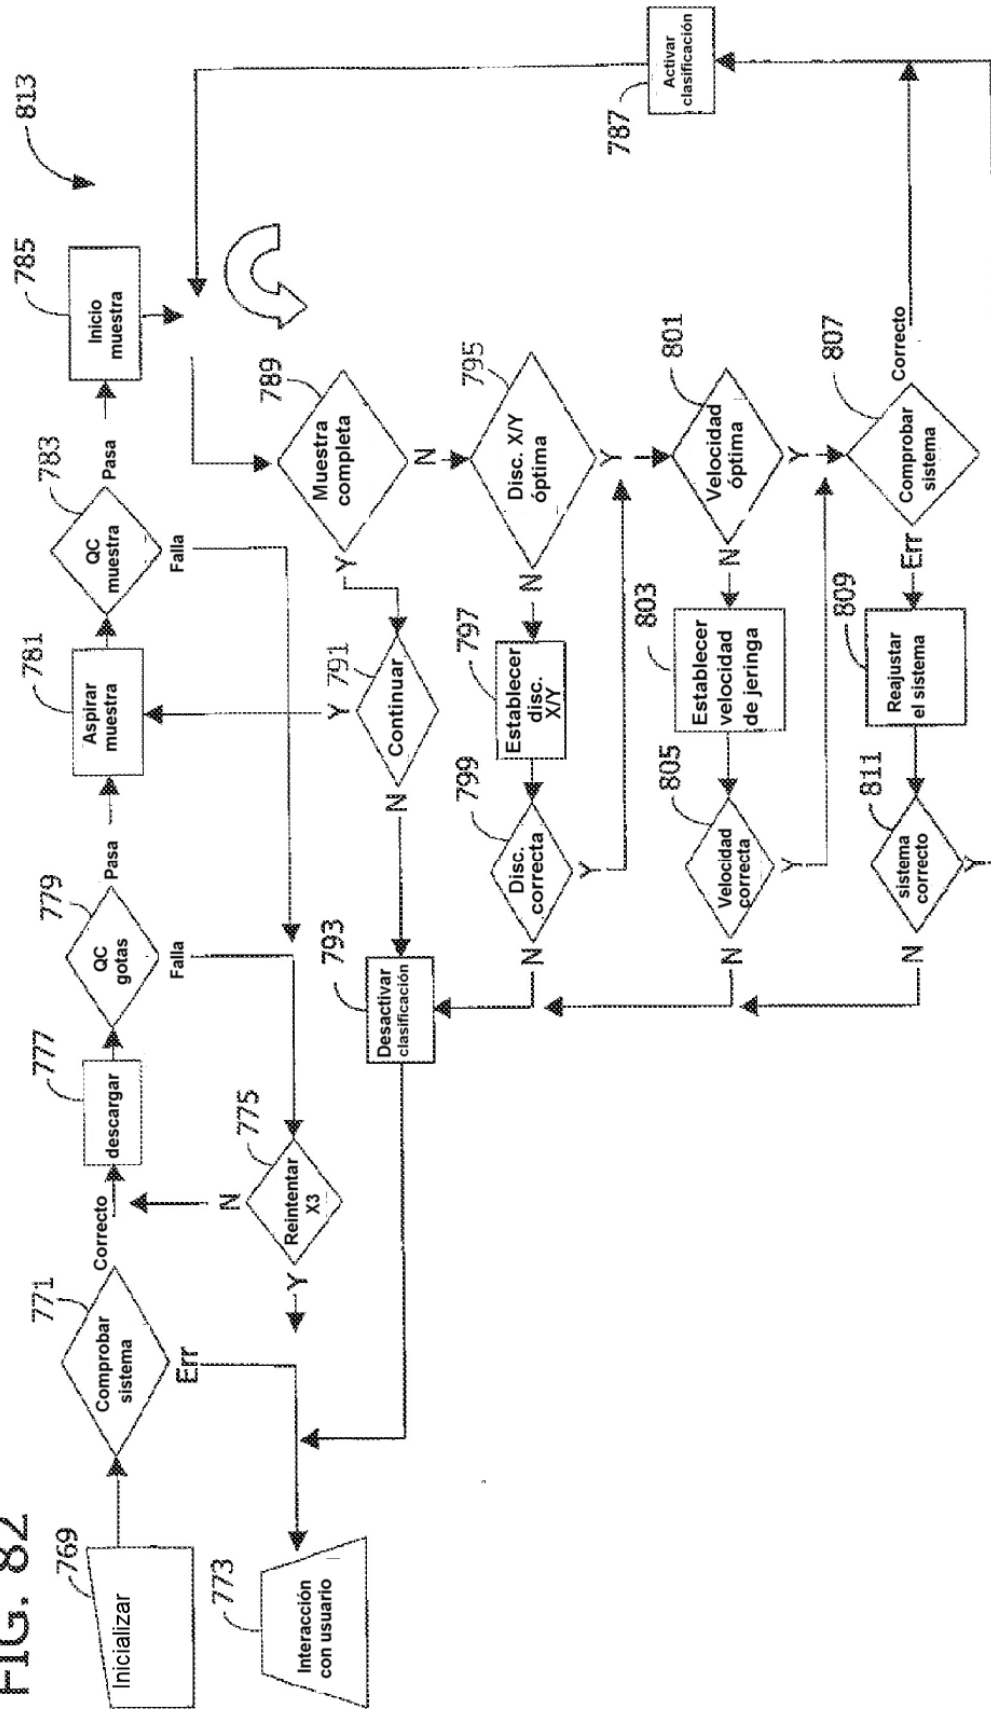 FIG. 82
769
Inicializar
771
Comprobar
sistema
Correcto
Err
777
descargar
779
QC
gotas
Pasa
Falla
781
Aspirar
muestra
783
QC
muestra
Pasa
Falla
785
Inicio
muestra
813
773
Interacción
con usuario
775
Reintentar
X3
N
Y
789
Muestra
completa
Y
N
791
Continuar
Y
N
793
Desactivar
clasificación
795
Disc. X/Y
óptima
N
Y
797
Establecer
disc.
X/Y
799
Disc.
correcta
N
Y
801
Velocidad
óptima
N
Y
803
Establecer
velocidad
de jeringa
805
Velocidad
correcta
N
Y
807
Comprobar
sistema
Correcto
Err
809
Reajustar
el sistema
811
sistema
correcto
N
Y
787
Activar
clasificación